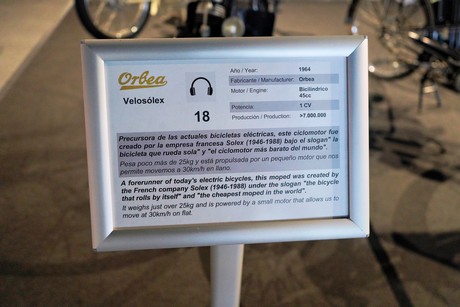 Orbea
Velosólex
18
Año / Year: 1964
Fabricante / Manufacturer: Orbea
Motor / Engine: Bicilíndrico 45cc
Potencia: 1 CV
Producción / Production: >7.000.000
Precursora de las actuales bicicletas eléctricas, este ciclomotor fue
creado por la empresa francesa Solex (1946-1988) bajo el slogan" la
bicicleta que rueda sola" y "el ciclomotor más barato del mundo".
Pesa poco más de 25kg y está propulsada por un pequeño motor que nos
permite movernos a 30km/h en llano.
A forerunner of today's electric bicycles, this moped was created by
the French company Solex (1946-1988) under the slogan "the bicycle
that rolls by itself" and "the cheapest moped in the world".
It weighs just over 25kg and is powered by a small motor that allows us to
move at 30km/h on flat.